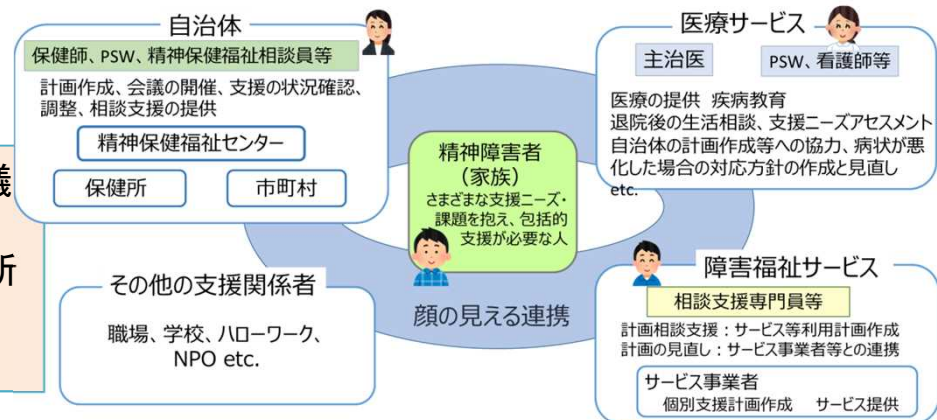 自治体
保健師、PSW、精神保健福祉相談員等
計画作成、会議の開催、支援の状況確認、
調整、相談支援の提供
精神保健福祉センター
保健所
市町村
医療サービス
主治医
PSW、看護師等
医療の提供 疾病教育
退院後の生活相談、支援ニーズアセスメント
自治体の計画作成等への協力、病状が悪
化した場合の対応方針の作成と見直し
etc.
精神障害者
（家族）
さまざまな支援ニーズ・
課題を抱え、包括的
支援が必要な人
顔の見える連携
議
所
その他の支援関係者
職場、学校、ハローワーク、
NPO etc.
障害福祉サービス
相談支援専門員等
計画相談支援：サービス等利用計画作成
計画の見直し：サービス事業者等との連携
サービス事業者
個別支援計画作成 サービス提供